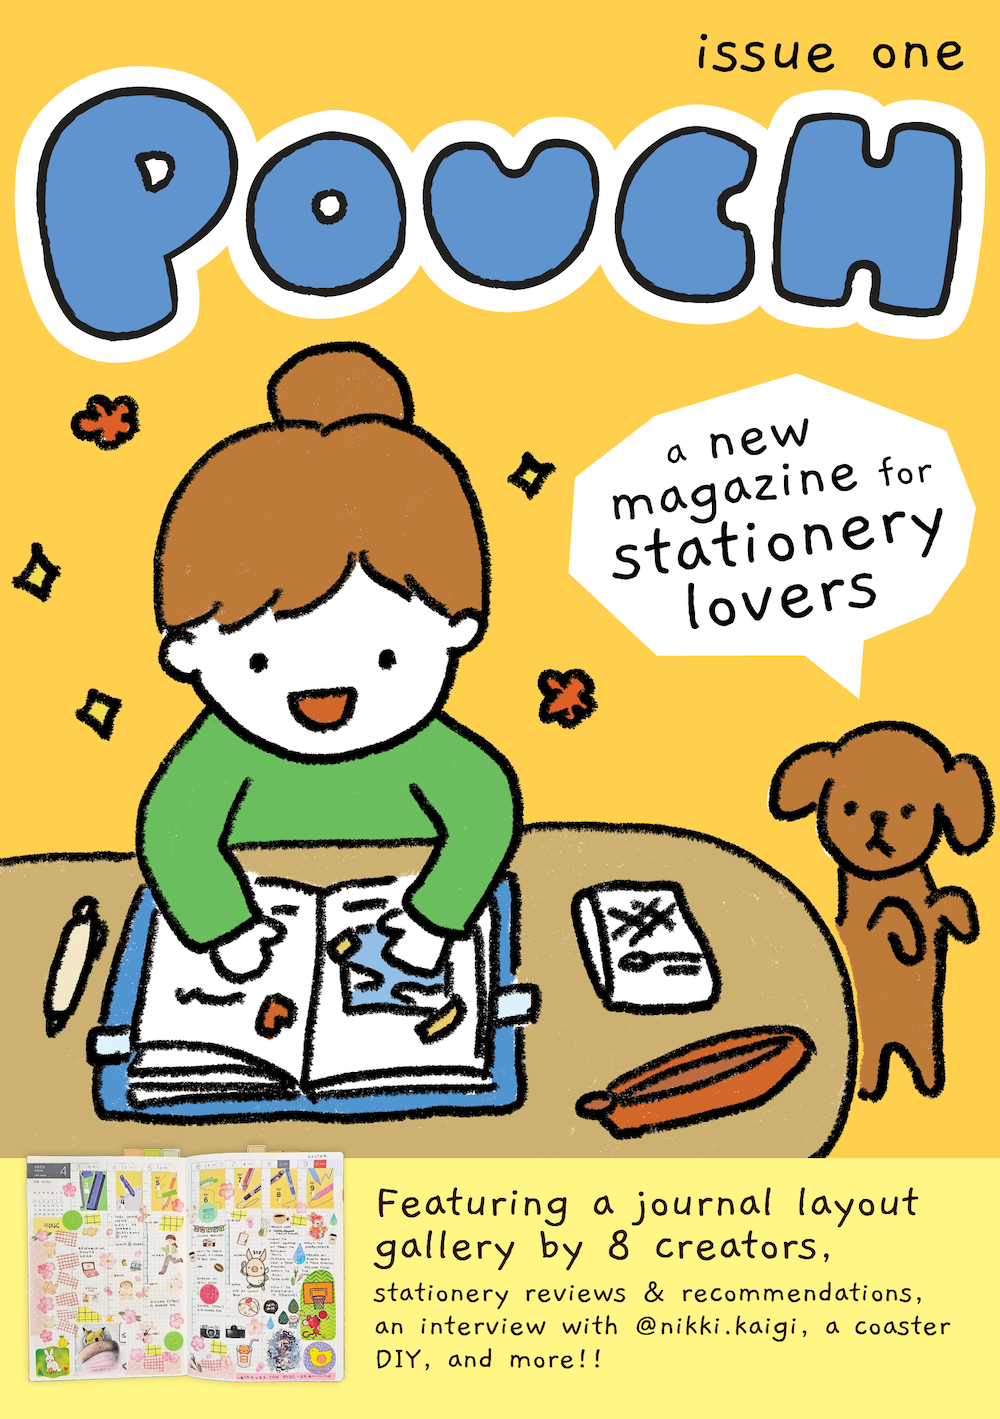 issue one
POUCH
a new
magazine for
stationery
lovers
Featuring a journal layout
gallery by 8 creators,
stationery reviews & recommendations,
an interview with @nikki.kaigi, a coaster
DIY, and more!!